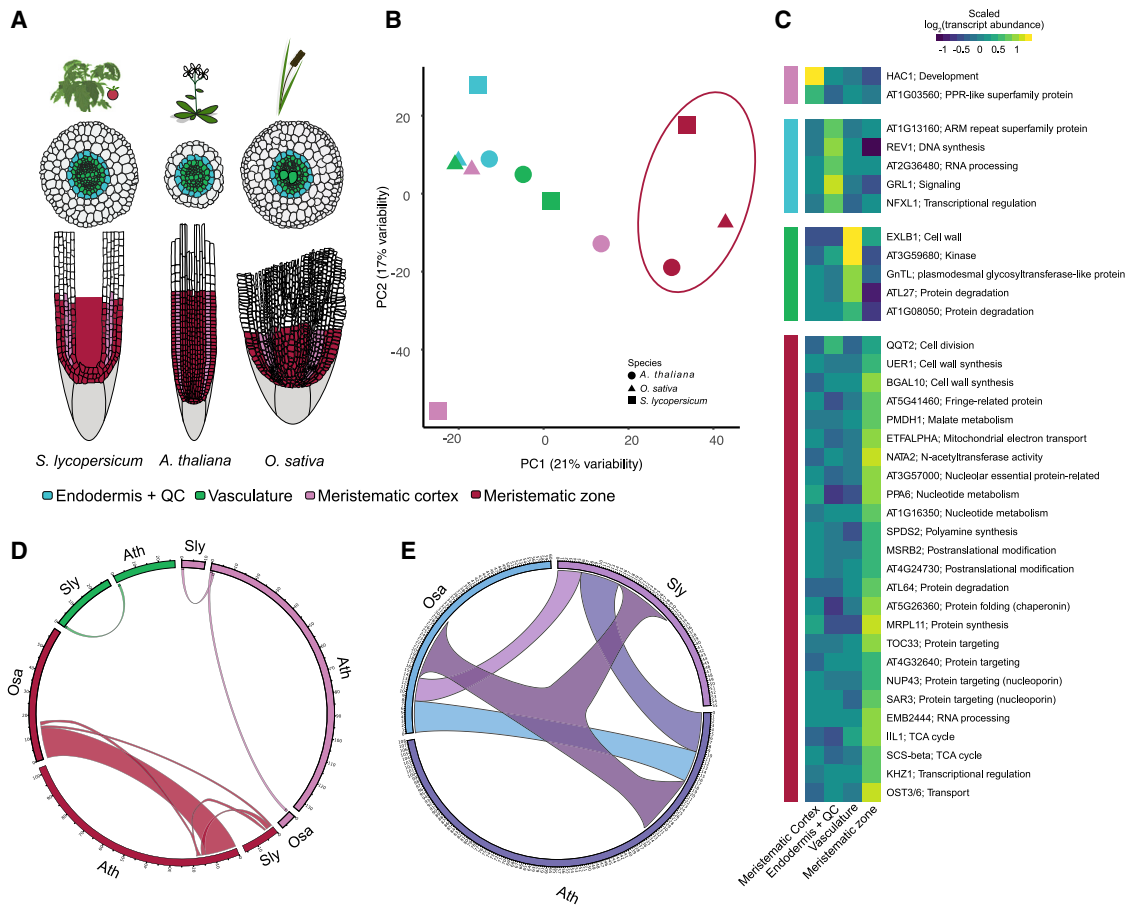 A
B
C
S. lycopersicum
A. thaliana
O. sativa
Endodermis + QC
Vasculature
Meristematic cortex
Meristematic zone
PC2 (17% variability)
20
0
-20
-40
-20
0
20
40
PC1 (21% variability)
Species
A. thaliana
O. sativa
S. lycopersicum
Scaled
log2(transcript abundance)
-1 -0.5 0 0.5 1
HAC1; Development
AT1G03560; PPR-like superfamily protein
AT1G13160; ARM repeat superfamily protein
REV1; DNA synthesis
AT2G36480; RNA processing
GRL1; Signaling
NFXL1; Transcriptional regulation
EXLB1; Cell wall
AT3G59680; Kinase
GnTL; plasmodesmal glycosyltransferase-like protein
ATL27; Protein degradation
AT1G08050; Protein degradation
QQT2; Cell division
UER1; Cell wall synthesis
BGAL10; Cell wall synthesis
AT5G41460; Fringe-related protein
PMDH1; Malate metabolism
ETFALPHA; Mitochondrial electron transport
NATA2; N-acetyltransferase activity
AT3G57000; Nucleolar essential protein-related
PPA6; Nucleotide metabolism
AT1G16350; Nucleotide metabolism
SPDS2; Polyamine synthesis
MSRB2; Postranslational modification
AT4G24730; Postranslational modification
ATL64; Protein degradation
AT5G26360; Protein folding (chaperonin)
MRPL11; Protein synthesis
TOC33; Protein targeting
AT4G32640; Protein targeting
NUP43; Protein targeting (nucleoporin)
SAR3; Protein targeting (nucleoporin)
EMB2444; RNA processing
IIL1; TCA cycle
SCS-beta; TCA cycle
KHZ1; Transcriptional regulation
OST3/6; Transport
Meristematic Cortex
Endodermis + QC
Vasculature
Meristematic zone
D
Sly
Ath
Sly
Ath
Osa
Sly
Ath
Osa
E
Osa
Sly
Ath